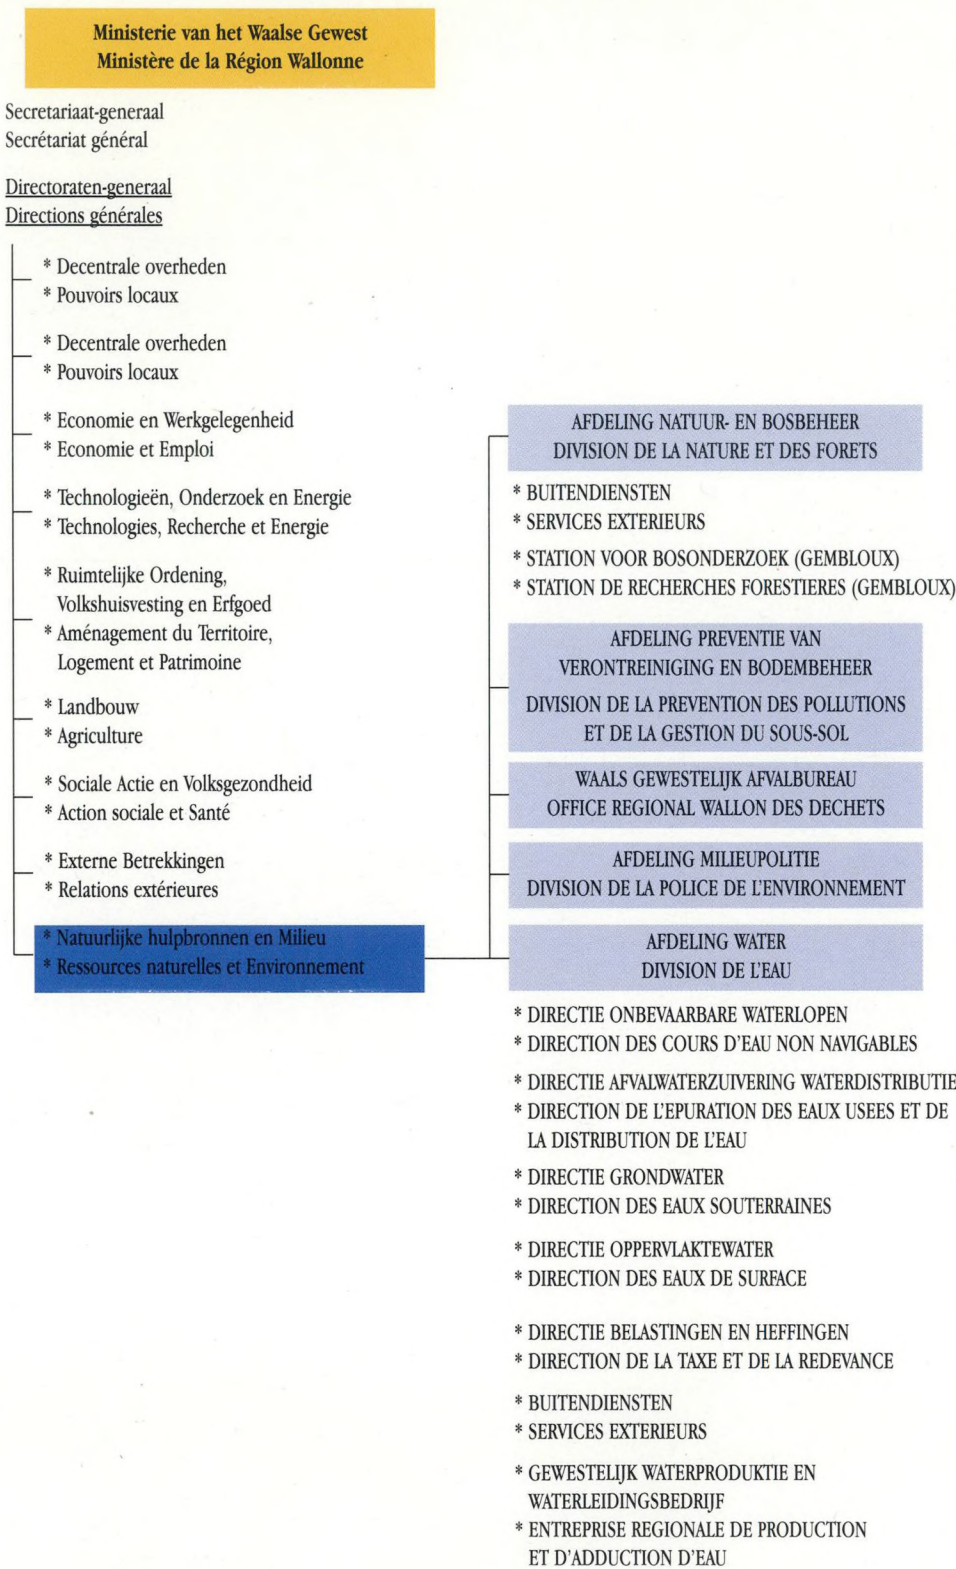 Ministerie van het Waalse Gewest
Ministère de la Région Wallonne
Secretariaat-generaal
Secrétariat général
Directoraten-generaal
Directions générales
* Decentrale overheden
* Pouvoirs locaux
* Decentrale overheden
* Pouvoirs locaux
* Economie en Werkgelegenheid
* Economie et Emploi
* Technologieën, Onderzoek en Energie
* Technologies, Recherche et Energie
* Ruimtelijke Ordening,
Volkshuisvesting en Erfgoed
* Aménagement du Territoire,
Logement et Patrimoine
* Landbouw
* Agriculture
* Sociale Actie en Volksgezondheid
* Action sociale et Santé
* Externe Betrekkingen
* Relations extérieures
* Natuurlijke hulpbronnen en Milieu
* Ressources naturelles et Environnement
AFDELING NATUUR- EN BOSBEHEER
DIVISION DE LA NATURE ET DES FORETS
* BUITENDIENSTEN
* SERVICES EXTERIEURS
* STATION VOOR BOSONDERZOEK (GEMBLOUX)
* STATION DE RECHERCHES FORESTIERES (GEMBLOUX)
AFDELING PREVENTIE VAN
VERONTREINIGING EN BODEMBEHEER
DIVISION DE LA PREVENTION DES POLLUTIONS
ET DE LA GESTION DU SOUS-SOL
WAALS GEWESTELIJK AFVALBUREAU
OFFICE REGIONAL WALLON DES DECHETS
AFDELING MILIEUPOLITIE
DIVISION DE LA POLICE DE L'ENVIRONNEMENT
AFDELING WATER
DIVISION DE L'EAU
* DIRECTIE ONBEVAARBARE WATERLOPEN
* DIRECTION DES COURS D'EAU NON NAVIGABLES
* DIRECTIE AFVALWATERZUIVERING WATERDISTRIBUTIE
* DIRECTION DE L'EPURATION DES EAUX USEES ET DE
LA DISTRIBUTION DE L'EAU
* DIRECTIE GRONDWATER
* DIRECTION DES EAUX SOUTERRAINES
* DIRECTIE OPPERVLAKTEWATER
* DIRECTION DES EAUX DE SURFACE
* DIRECTIE BELASTINGEN EN HEFFINGEN
* DIRECTION DE LA TAXE ET DE LA REDEVANCE
* BUITENDIENSTEN
* SERVICES EXTERIEURS
* GEWESTELIJK WATERPRODUKTIE EN
WATERLEIDINGSBEDRIJF
* ENTREPRISE REGIONALE DE PRODUCTION
ET D'ADDUCTION D'EAU